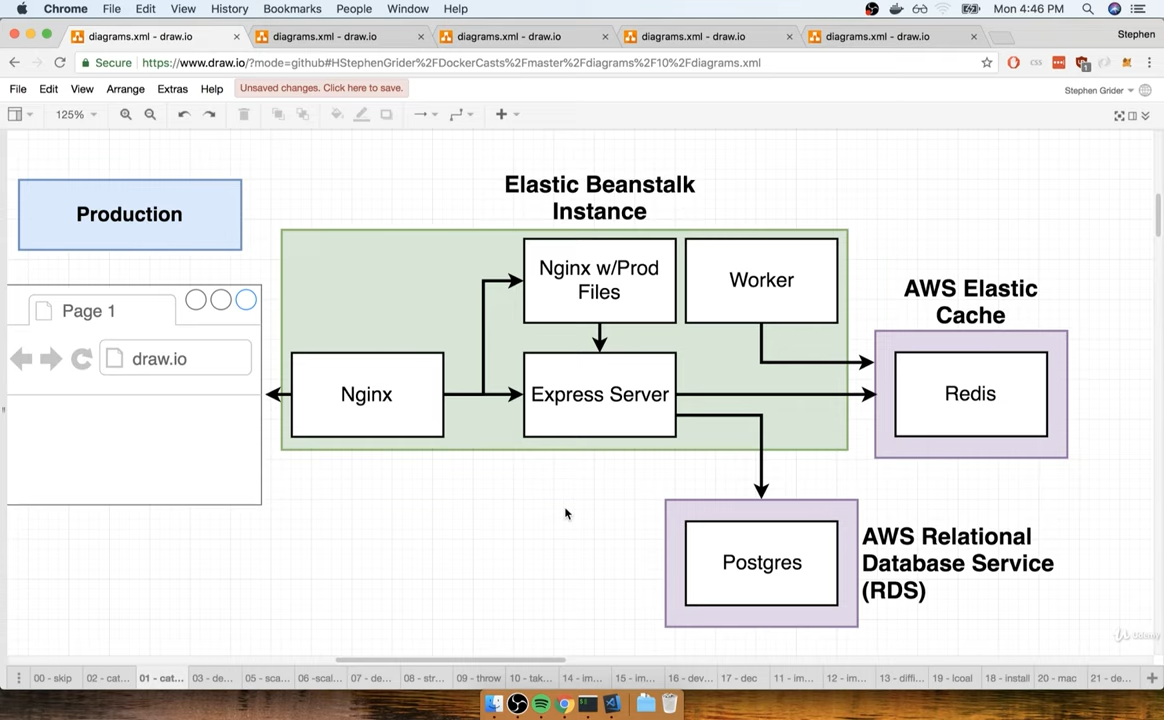 Chrome File Edit View History Bookmarks People Window Help Mon 4:46 PM
diagrams.xml - draw.io diagrams.xml - draw.io diagrams.xml - draw.io diagrams.xml - draw.io diagrams.xml - draw.io Stephen
Secure https://www.draw.io/?mode=github#HStephenGrider%2FDockerCasts%2Fmaster%2Fdiagrams%2F10%2Fdiagrams.xml
File Edit View Arrange Extras Help Unsaved changes. Click here to save. Stephen Grider
125%
Elastic Beanstalk
Instance
Production
Nginx w/Prod
Files
Worker
AWS Elastic
Cache
Page 1
draw.io
Nginx
Express Server
Redis
Postgres
AWS Relational
Database Service
(RDS)
Udemy
00 - skip 02 - cat... 01 - cat... 03 - de... 05 - sca... 06 -scal... 07 - de... 08 - str... 09 - throw 10 - tak... 14 - im... 15 - im... 16 - dev... 17 - dec 11 - im... 12 - im... 13 - diffi... 19 - lcoal 18 - install 20 - mac 21 - de...